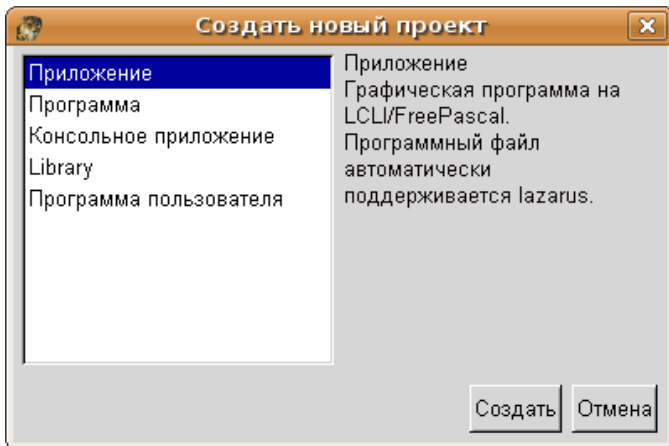 Создать новый проект
Приложение
Программа
Консольное приложение
Library
Программа пользователя
Приложение
Графическая программа на
LCLI/FreePascal.
Программный файл
автоматически
поддерживается lazarus.
Создать
Отмена